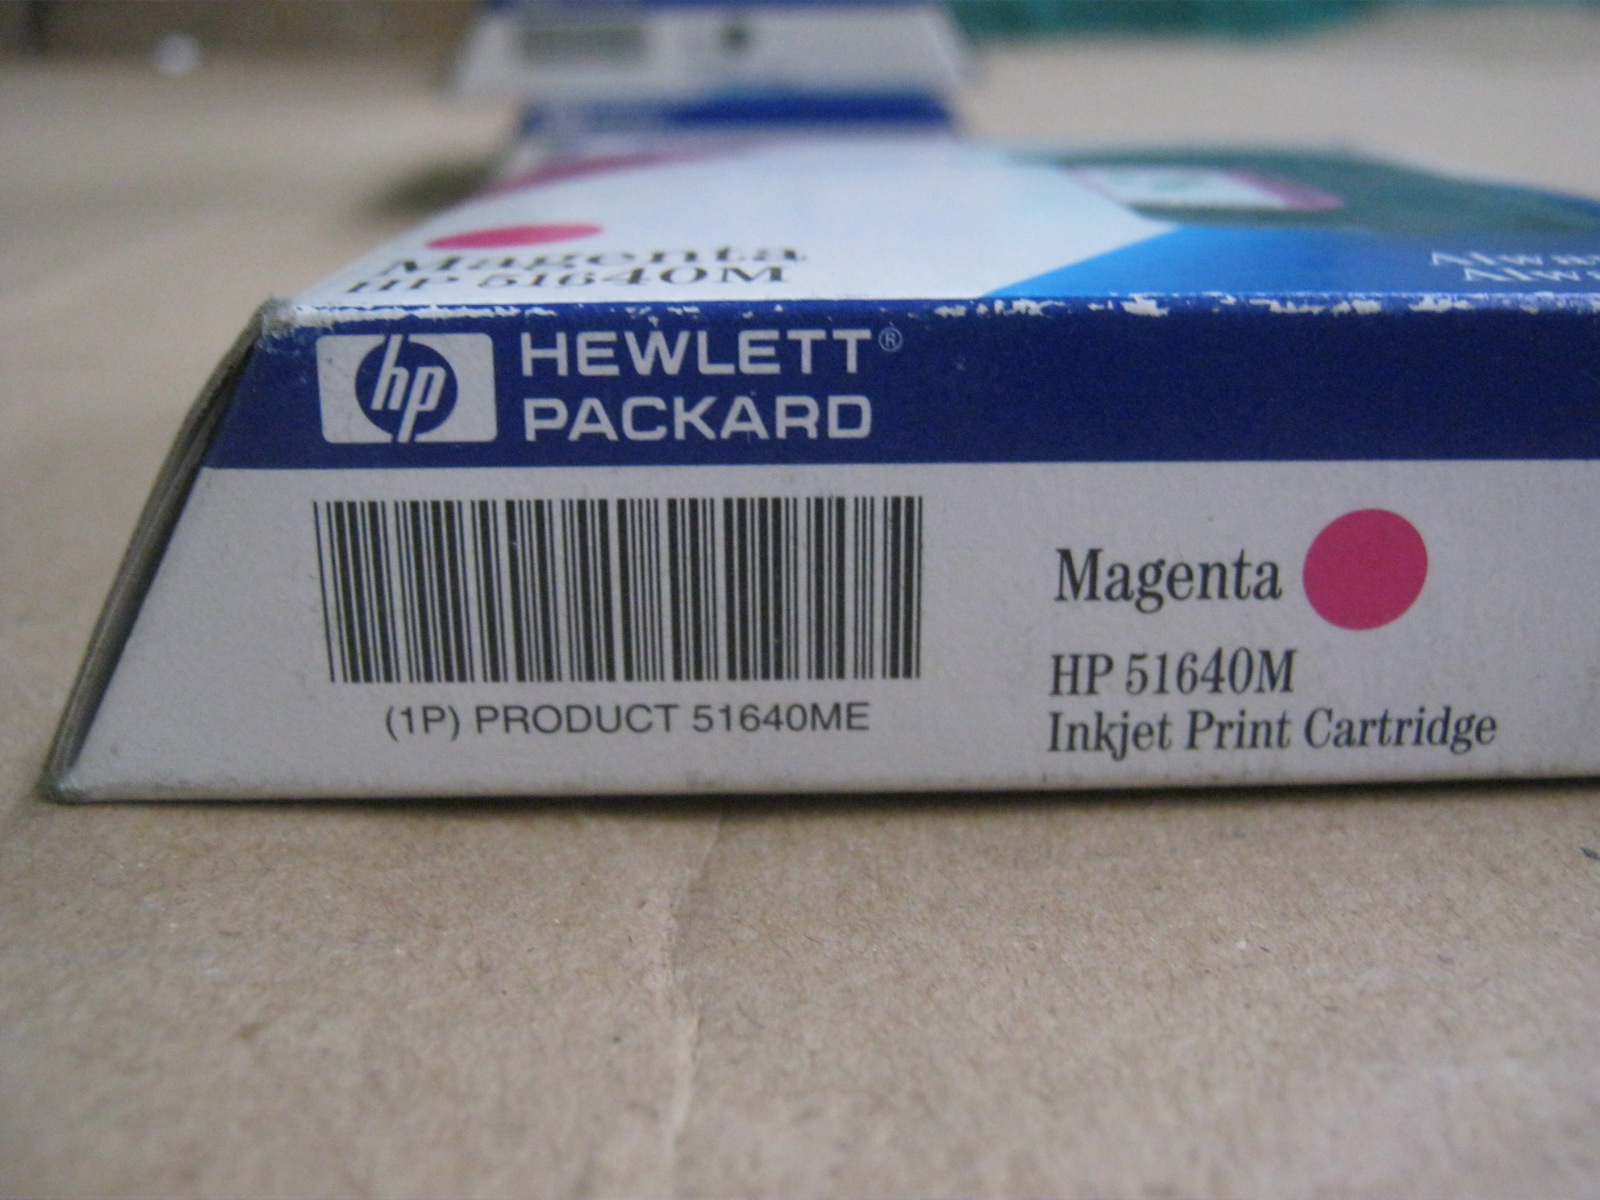 Magenta
HP 51640M
hp
HEWLETT®
PACKARD
(1P) PRODUCT 51640ME
Magenta
HP 51640M
Inkjet Print Cartridge